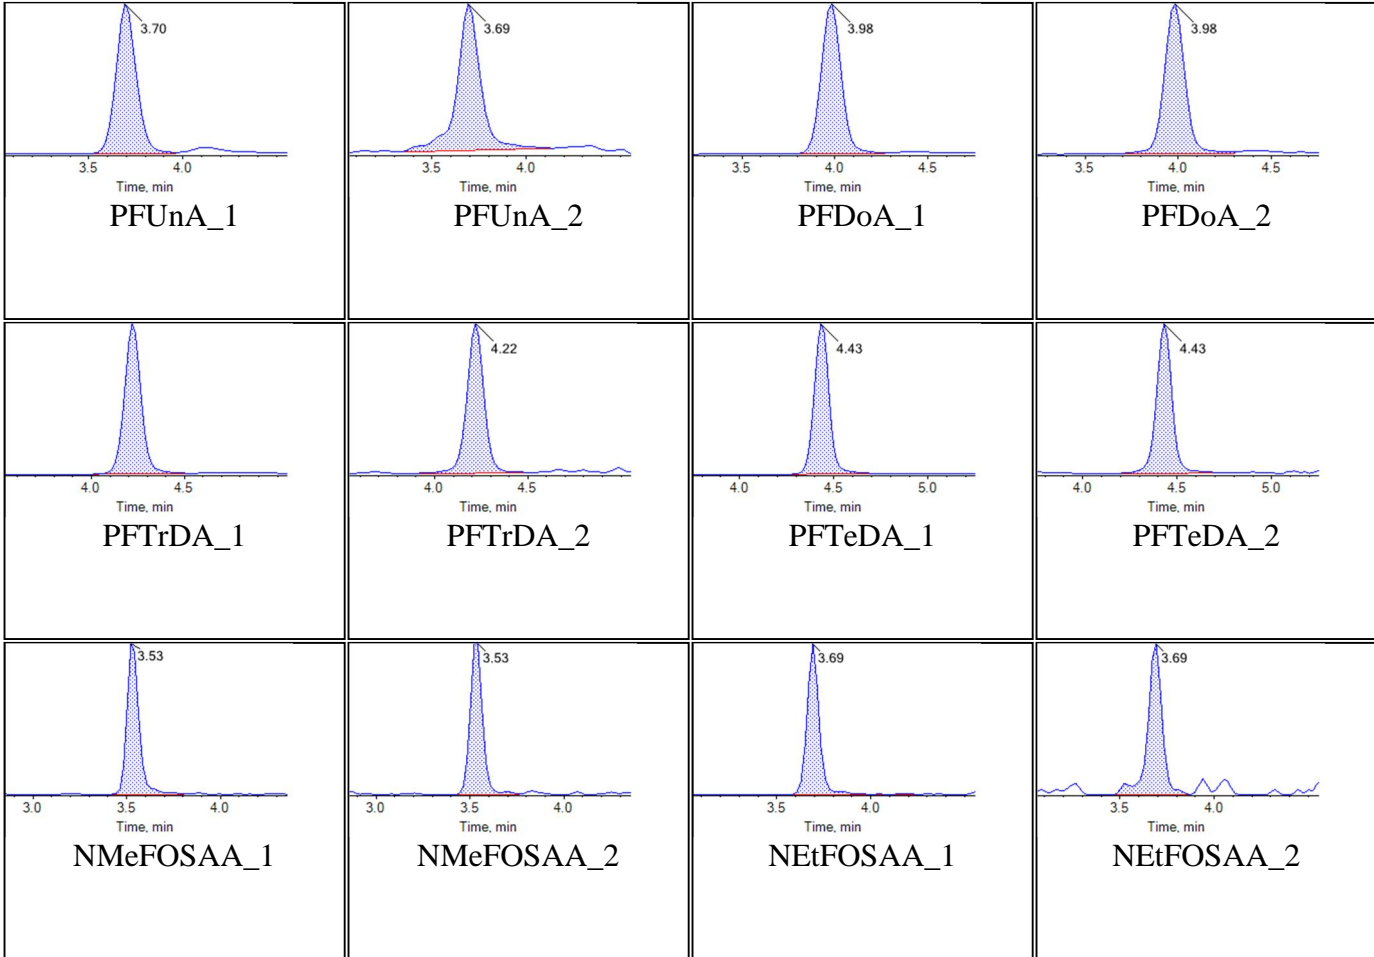 3.70
3.5 4.0
Time, min
PFUnA_1
3.69
3.5 4.0
Time, min
PFUnA_2
3.98
3.5 4.0 4.5
Time, min
PFDoA_1
3.98
3.5 4.0 4.5
Time, min
PFDoA_2
4.0 4.5
Time, min
PFTrDA_1
4.22
4.0 4.5
Time, min
PFTrDA_2
4.43
4.0 4.5 5.0
Time, min
PFTeDA_1
4.43
4.0 4.5 5.0
Time, min
PFTeDA_2
3.53
3.0 3.5 4.0
Time, min
NMeFOSAA_1
3.53
3.0 3.5 4.0
Time, min
NMeFOSAA_2
3.69
3.5 4.0
Time, min
NEtFOSAA_1
3.69
3.5 4.0
Time, min
NEtFOSAA_2